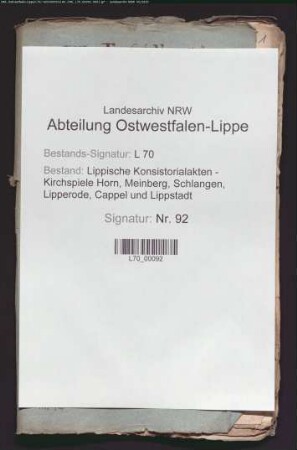 Landesarchiv NRW
Abteilung Ostwestfalen-Lippe
Bestands-Signatur: L 70
Bestand: Lippische Konsistorialakten -
Kirchspiele Horn, Meinberg, Schlangen,
Lipperode, Cappel und Lippstadt
Signatur: Nr. 92
L70_00092